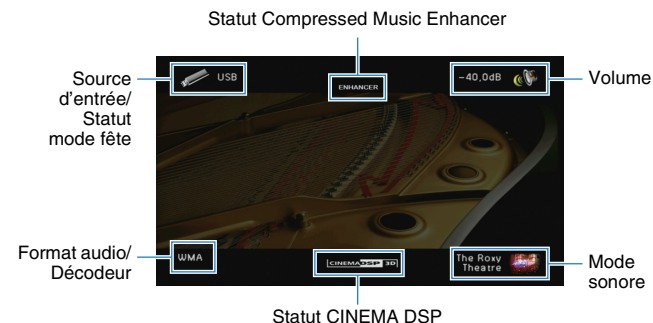 Statut Compressed Music Enhancer
Source
d'entrée/
Statut
mode fête
USB
ENHANCER
-40,0dB
Volume
Format audio/
Décodeur
WMA
CINEMA DSP 3D
The Roxy
Theatre
Mode
sonore
Statut CINEMA DSP